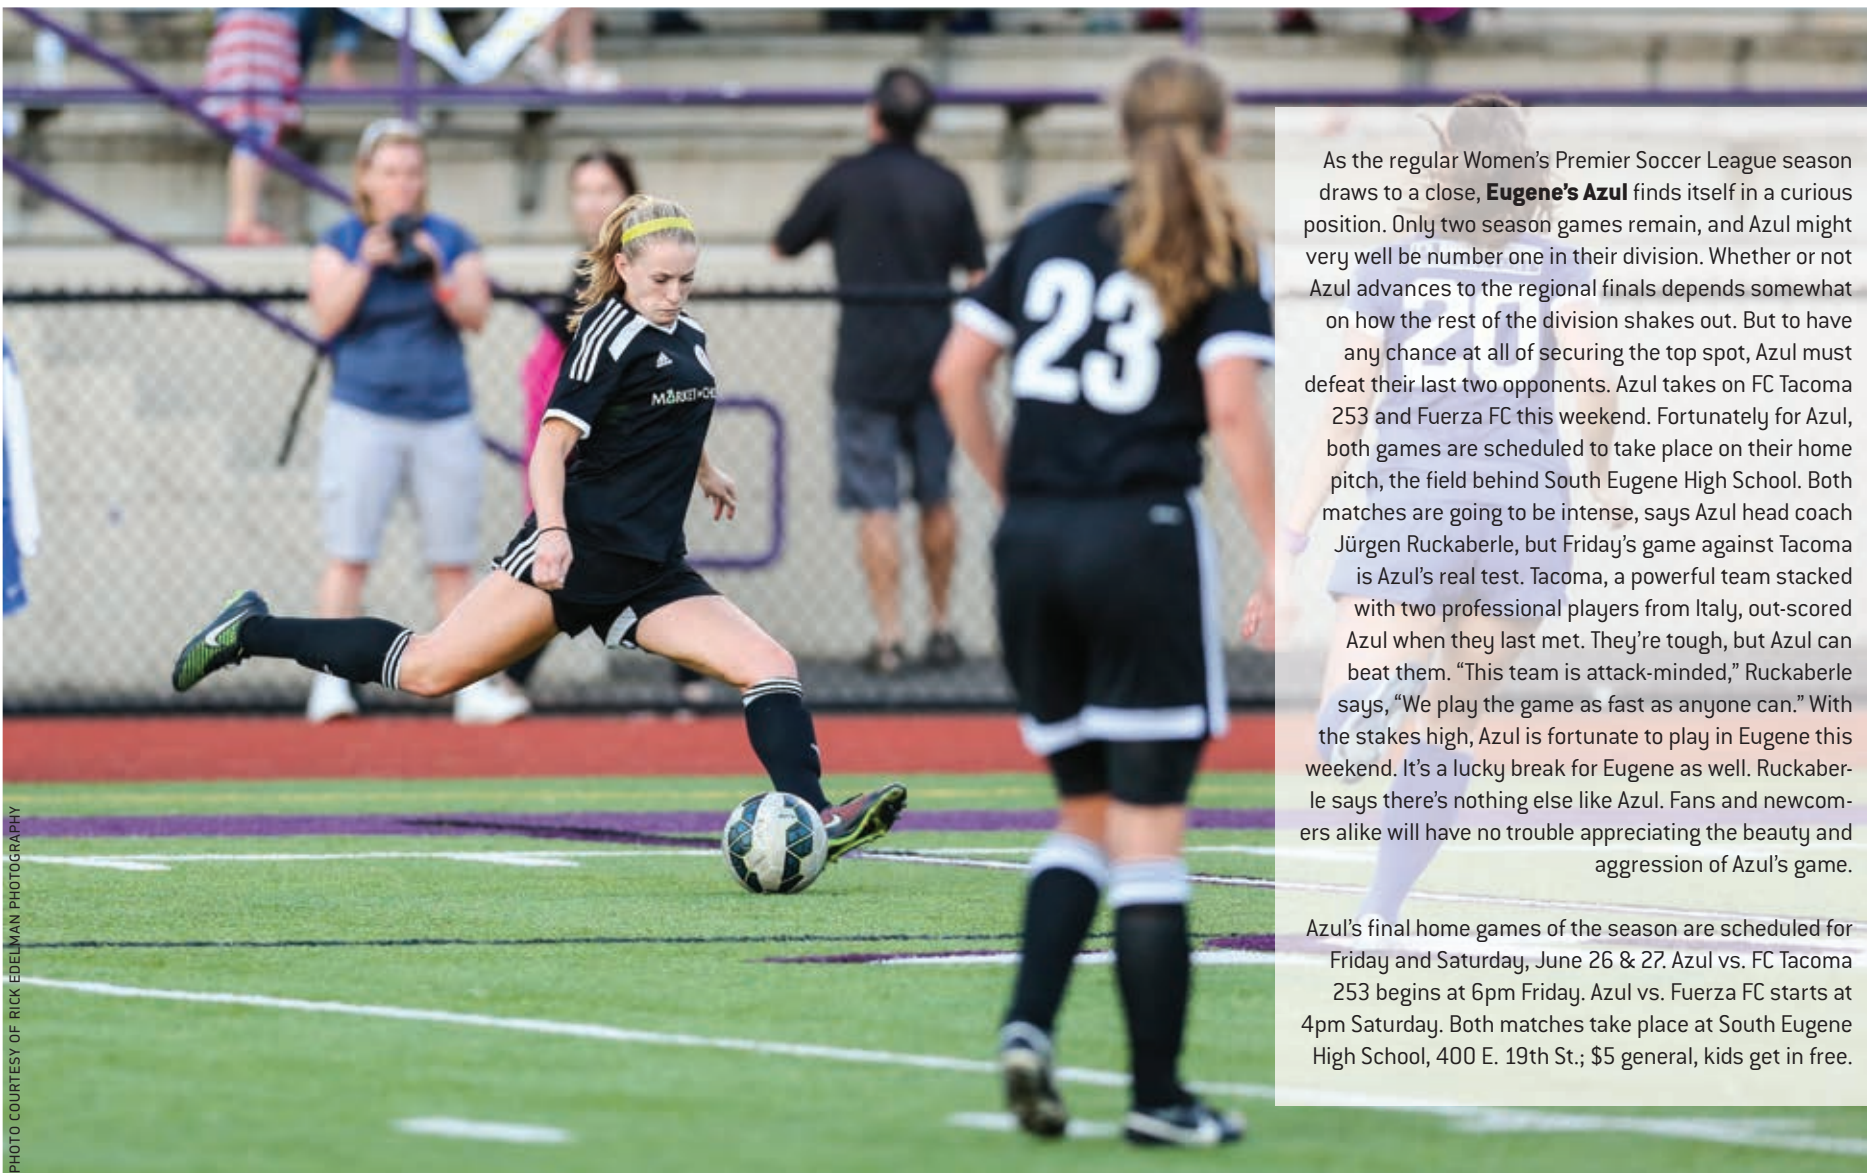 As the regular Women’s Premier Soccer League season
draws to a close, Eugene’s Azul finds itself in a curious
position. Only two season games remain, and Azul might
very well be number one in their division. Whether or not
Azul advances to the regional finals depends somewhat
on how the rest of the division shakes out. But to have
any chance at all of securing the top spot, Azul must
defeat their last two opponents. Azul takes on FC Tacoma
253 and Fuerza FC this weekend. Fortunately for Azul,
both games are scheduled to take place on their home
pitch, the field behind South Eugene High School. Both
matches are going to be intense, says Azul head coach
Jürgen Ruckaberle, but Friday’s game against Tacoma
is Azul’s real test. Tacoma, a powerful team stacked
with two professional players from Italy, out-scored
Azul when they last met. They’re tough, but Azul can
beat them. “This team is attack-minded,” Ruckaberle
says, “We play the game as fast as anyone can.” With
the stakes high, Azul is fortunate to play in Eugene this
weekend. It’s a lucky break for Eugene as well. Ruckaber-
le says there’s nothing else like Azul. Fans and newcom-
ers alike will have no trouble appreciating the beauty and
aggression of Azul’s game.
Azul’s final home games of the season are scheduled for
Friday and Saturday, June 26 & 27. Azul vs. FC Tacoma
253 begins at 6pm Friday. Azul vs. Fuerza FC starts at
4pm Saturday. Both matches take place at South Eugene
High School, 400 E. 19th St.; $5 general, kids get in free.
23
20
MARKET
PHOTO COURTESY OF RICK EDELMAN PHOTOGRAPHY